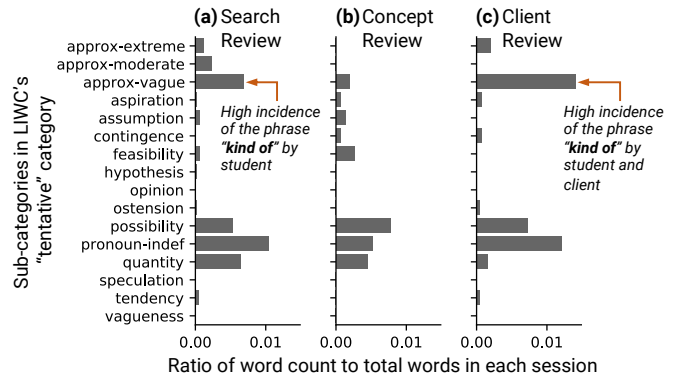 (a) Search Review
(b) Concept Review
(c) Client Review
Sub-categories in LIWC's
"tentative" category
approx-extreme
approx-moderate
approx-vague
aspiration
assumption
contingence
feasibility
hypothesis
opinion
ostension
possibility
pronoun-indef
quantity
speculation
tendency
vagueness
High incidence
of the phrase
"kind of" by
student
High incidence
of the phrase
"kind of" by
student and
client
0.00 0.01
0.00 0.01
0.00 0.01
Ratio of word count to total words in each session